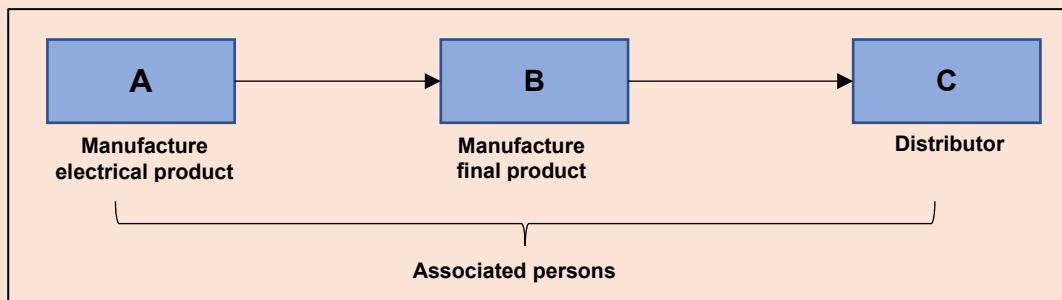 A
B
C
Manufacture
electrical product
Manufacture
final product
Distributor
Associated persons